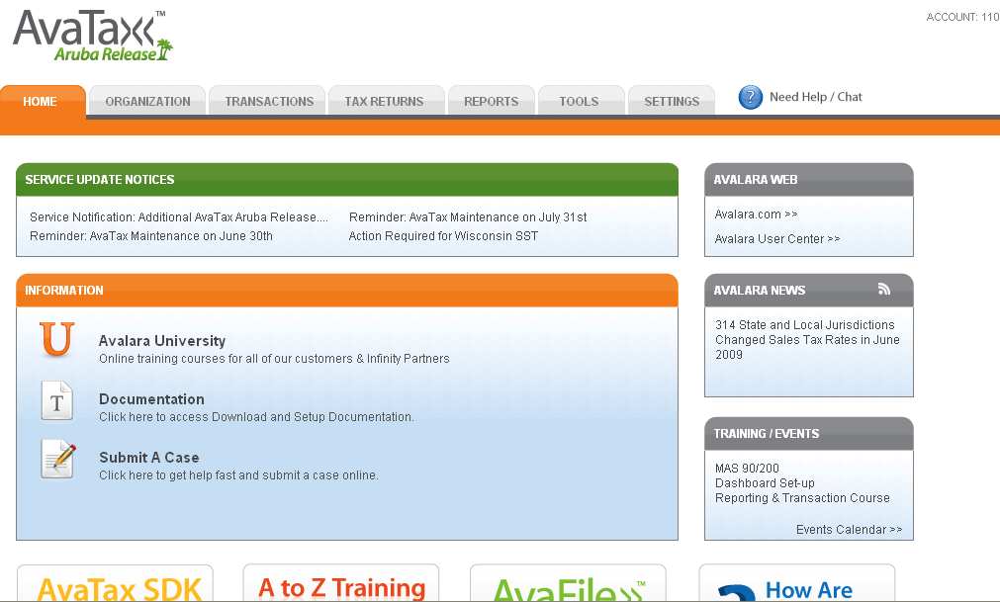 AvaTax™
Aruba Release
ACCOUNT: 110
HOME
ORGANIZATION
TRANSACTIONS
TAX RETURNS
REPORTS
TOOLS
SETTINGS
? Need Help / Chat
SERVICE UPDATE NOTICES
Service Notification: Additional AvaTax Aruba Release....
Reminder: AvaTax Maintenance on July 31st
Reminder: AvaTax Maintenance on June 30th
Action Required for Wisconsin SST
AVALARA WEB
Avalara.com >>
Avalara User Center >>
INFORMATION
U
Avalara University
Online training courses for all of our customers & Infinity Partners
T
Documentation
Click here to access Download and Setup Documentation.
Submit A Case
Click here to get help fast and submit a case online.
AVALARA NEWS
314 State and Local Jurisdictions
Changed Sales Tax Rates in June
2009
TRAINING / EVENTS
MAS 90/200
Dashboard Set-up
Reporting & Transaction Course
Events Calendar >>
AvaTax SDK
A to Z Training
AvaFile™
? How Are